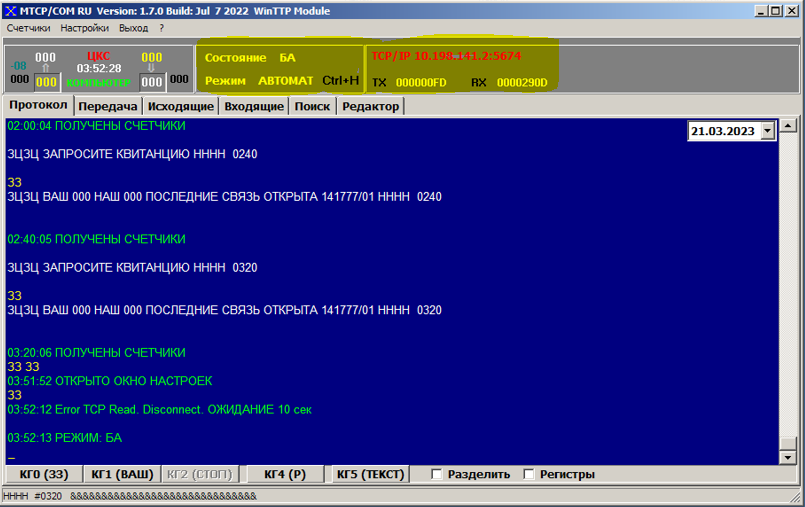 MTCP/COM RU Version: 1.7.0 Build: Jul 7 2022 WinTTP Module
Счетчики Настройки Выход ?
-08 000 ЦКС 000
03:52:28
000 000 КОМПЬЮТЕР 000 000
Состояние БА
Режим АВТОМАТ Ctrl+H
TCP/IP 10.198.141.2:5674
TX 000000FD RX 0000290D
Протокол Передача Исходящие Входящие Поиск Редактор
21.03.2023
02:00:04 ПОЛУЧЕНЫ СЧЕТЧИКИ
ЗЦЗЦ ЗАПРОСИТЕ КВИТАНЦИЮ НННН 0240
ЗЗ
ЗЦЗЦ ВАШ 000 НАШ 000 ПОСЛЕДНИЕ СВЯЗЬ ОТКРЫТА 141777/01 НННН 0240
02:40:05 ПОЛУЧЕНЫ СЧЕТЧИКИ
ЗЦЗЦ ЗАПРОСИТЕ КВИТАНЦИЮ НННН 0320
ЗЗ
ЗЦЗЦ ВАШ 000 НАШ 000 ПОСЛЕДНИЕ СВЯЗЬ ОТКРЫТА 141777/01 НННН 0320
03:20:06 ПОЛУЧЕНЫ СЧЕТЧИКИ
ЗЗ ЗЗ
03:51:52 ОТКРЫТО ОКНО НАСТРОЕК
ЗЗ
03:52:12 Error TCP Read. Disconnect. ОЖИДАНИЕ 10 сек
03:52:13 РЕЖИМ: БА
_
КГ0 (ЗЗ) КГ1 (ВАШ) КГ2 (СТОП) КГ4 (Р) КГ5 (ТЕКСТ) Разделить Регистры
НННН #0320 &&&&&&&&&&&&&&&&&&&&&&&&&&&&&&